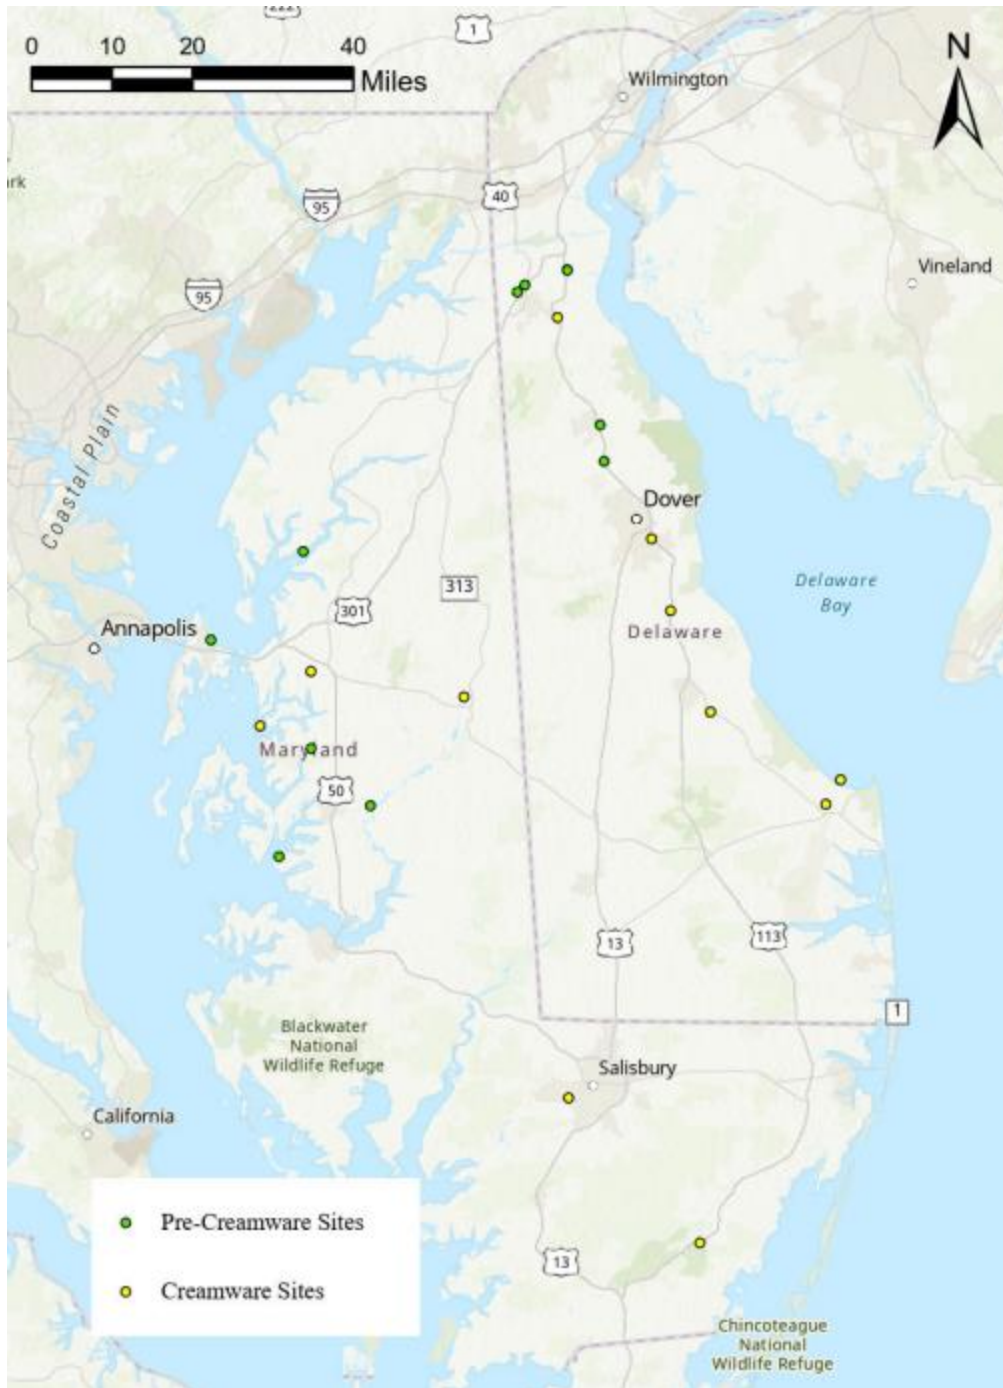 222
1
N
0 10 20 40
Miles
Wilmington
95
40
95
Vineland
Coastal Plain
Dover
313
Delaware
Bay
301
Annapolis
Delaware
Maryland
50
13
113
1
Blackwater
National
Wildlife Refuge
Salisbury
California
Pre-Creamware Sites
13
Creamware Sites
Chincoteague
National
Wildlife Refuge